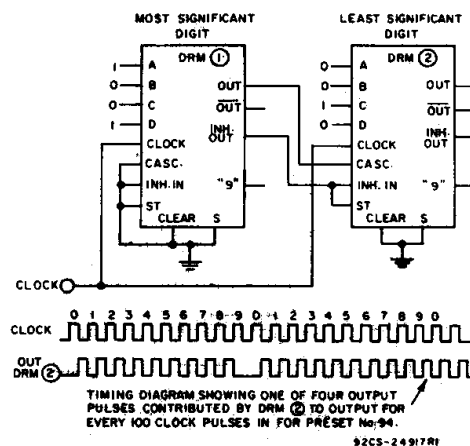 MOST SIGNIFICANT DIGIT
LEAST SIGNIFICANT DIGIT
DRM ①
1 A
0 B
0 C
1 D
CLOCK
CASC.
INH. IN
ST
CLEAR S
OUT
OUT
INH. OUT
"9"
DRM ②
0 A
0 B
1 C
0 D
CLOCK
CASC.
INH. IN
ST
CLEAR S
OUT
OUT
INH. OUT
"9"
CLOCK
0 1 2 3 4 5 6 7 8 9 0 1 2 3 4 5 6 7 8 9 0
CLOCK
OUT DRM ②
TIMING DIAGRAM SHOWING ONE OF FOUR OUTPUT
PULSES CONTRIBUTED BY DRM ② TO OUTPUT FOR
EVERY 100 CLOCK PULSES IN FOR PRESET No. 94.
92CS-24917R1